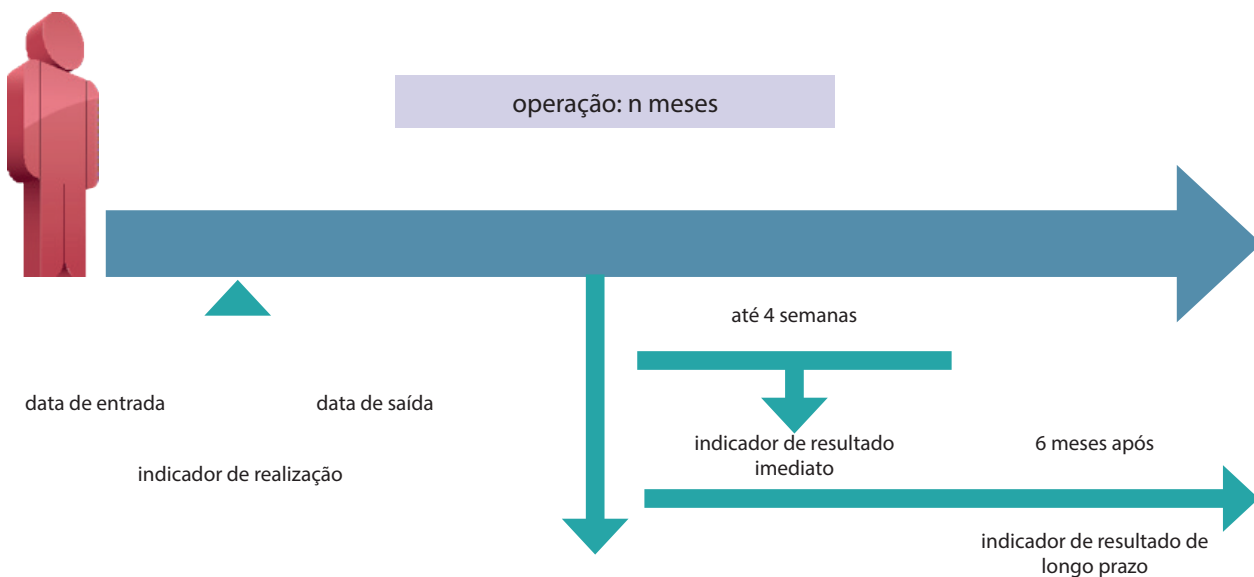 operação: n meses
até 4 semanas
data de entrada
data de saída
indicador de realização
indicador de resultado
imediato
6 meses após
indicador de resultado de
longo prazo